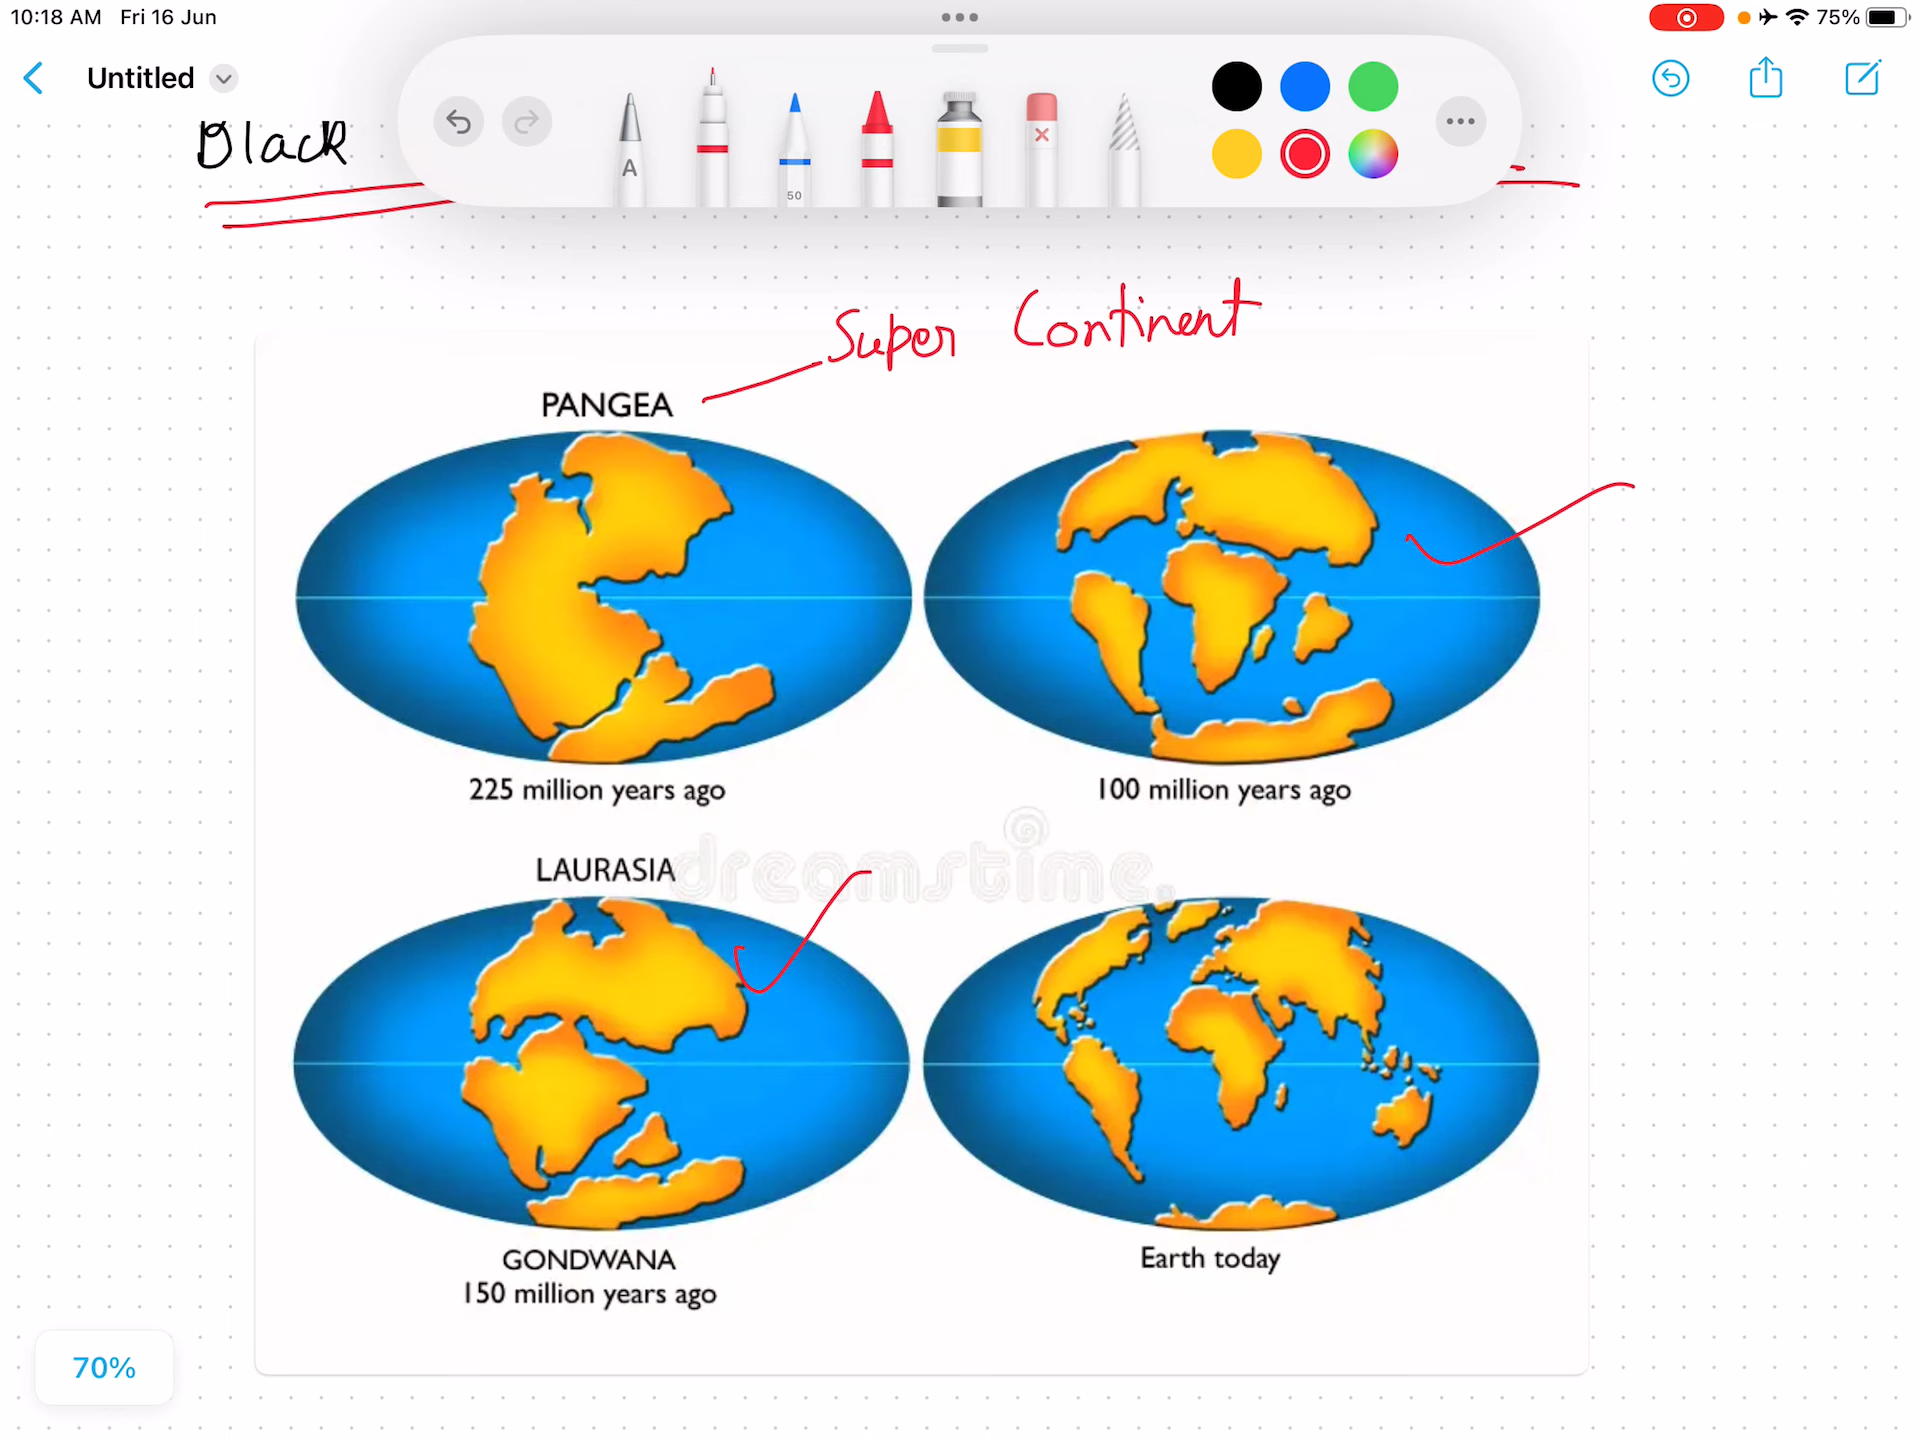 10:18 AM Fri 16 Jun
75%
Untitled
A
50
Black
Super Continent
PANGEA
225 million years ago
100 million years ago
dreamstime.
LAURASIA
GONDWANA
150 million years ago
Earth today
70%